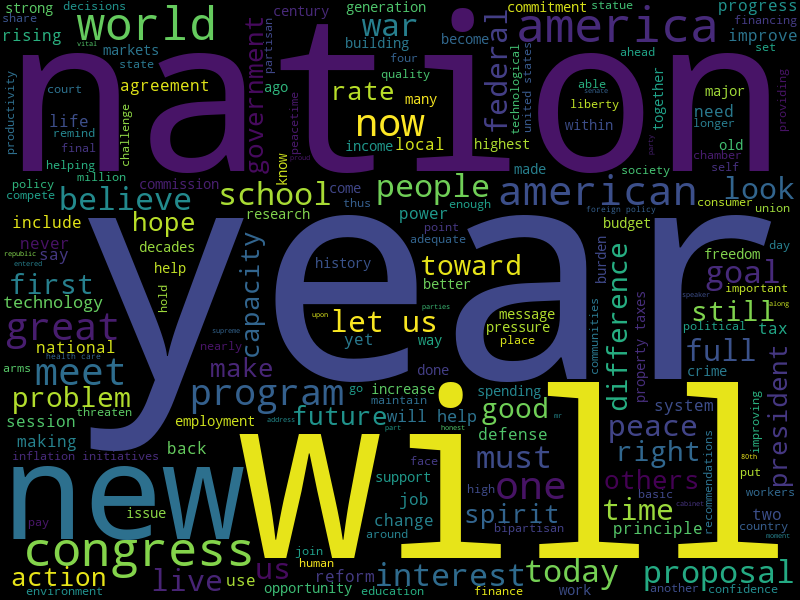 strong decisions century generation commitment statue progress
share world war america financing
rising markets partisan building become improve
state four ahead set
vital nation
productivity court agreement government ago quality federal technological united states able together major providing
life rate many liberty need
remind challenge peacetime now within longer
final income local highest party old
helping know made society chamber
policy million commission proud come people american self look
compete believe school thus enough foreign policy consumer union
include hope research power budget
never say decades year point burden freedom day
republic help capacity history adequate toward difference goal
entered first hold better important
technology upon let us message still along
great supreme parties pressure communities property taxes political tax
national nearly yet way place full
health care make done crime president
arms meet program go increase spending
problem threaten maintain good system improving
session employment address future will help mr peace
making back part honest defense right
inflation initiatives new will face must recommendations 80th
support high others put
pay issue job one basic cabinet workers
change spirit time two
around bipartisan principle country
congress join moment
action live us human reform interest today proposal
environment use opportunity education finance work another confidence
senate speaker